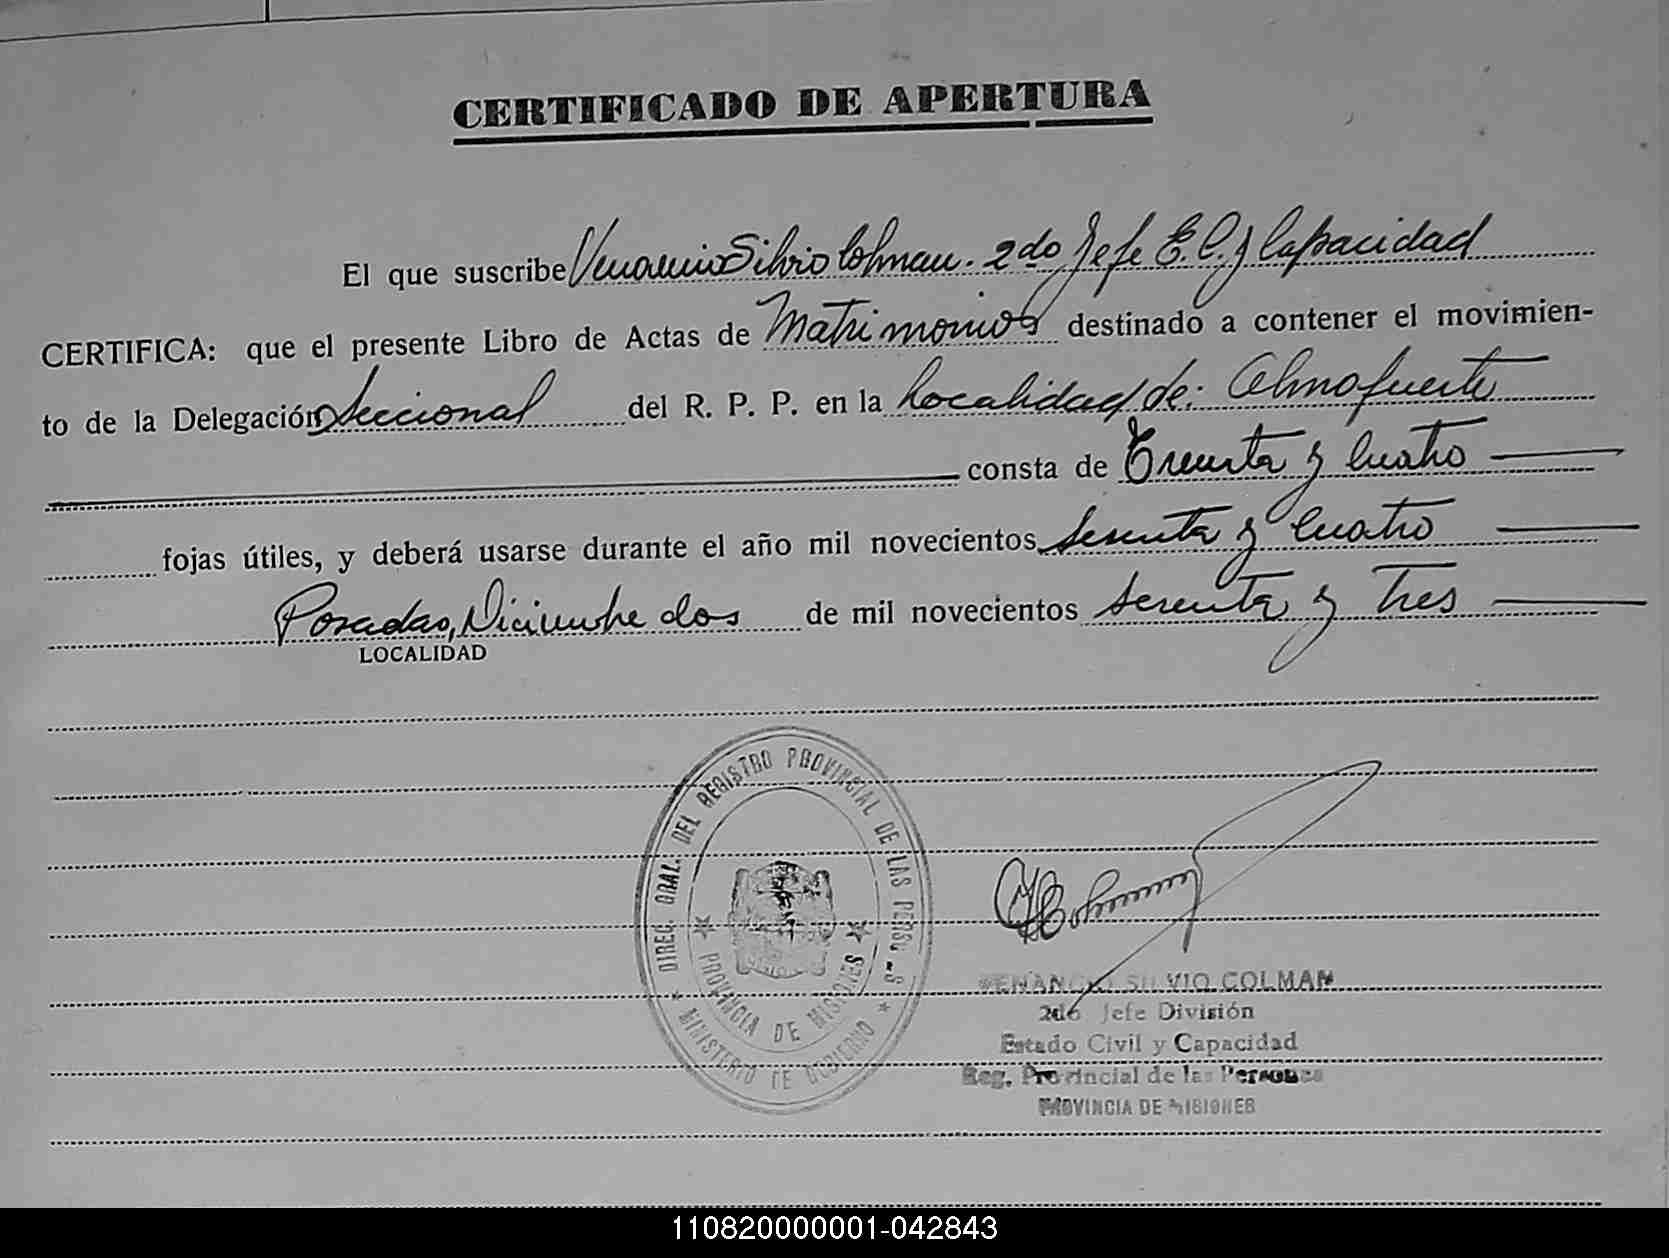 CERTIFICADO DE APERTURA
El que suscribe Venancio Silvio Colman. 2do Jefe E.C. y Capacidad
CERTIFICA: que el presente Libro de Actas de Matrimonios destinado a contener el movimien-
to de la Delegación Seccional del R. P. P. en la Localidad de: Almafuerte
consta de Treinta y Cuatro
fojas útiles, y deberá usarse durante el año mil novecientos setenta y Cuatro
Posadas, Diciembre dos de mil novecientos setenta y tres
LOCALIDAD
DIREC. GRAL. DEL REGISTRO PROVINCIAL DE LAS PERSO_S
PROVINCIA DE MISIONES
MINISTERIO DE GOBIERNO
VColman
VENANCIO SILVIO COLMAN
2do Jefe División
Estado Civil y Capacidad
Reg. Provincial de las Personas
PROVINCIA DE MISIONES
110820000001-042843